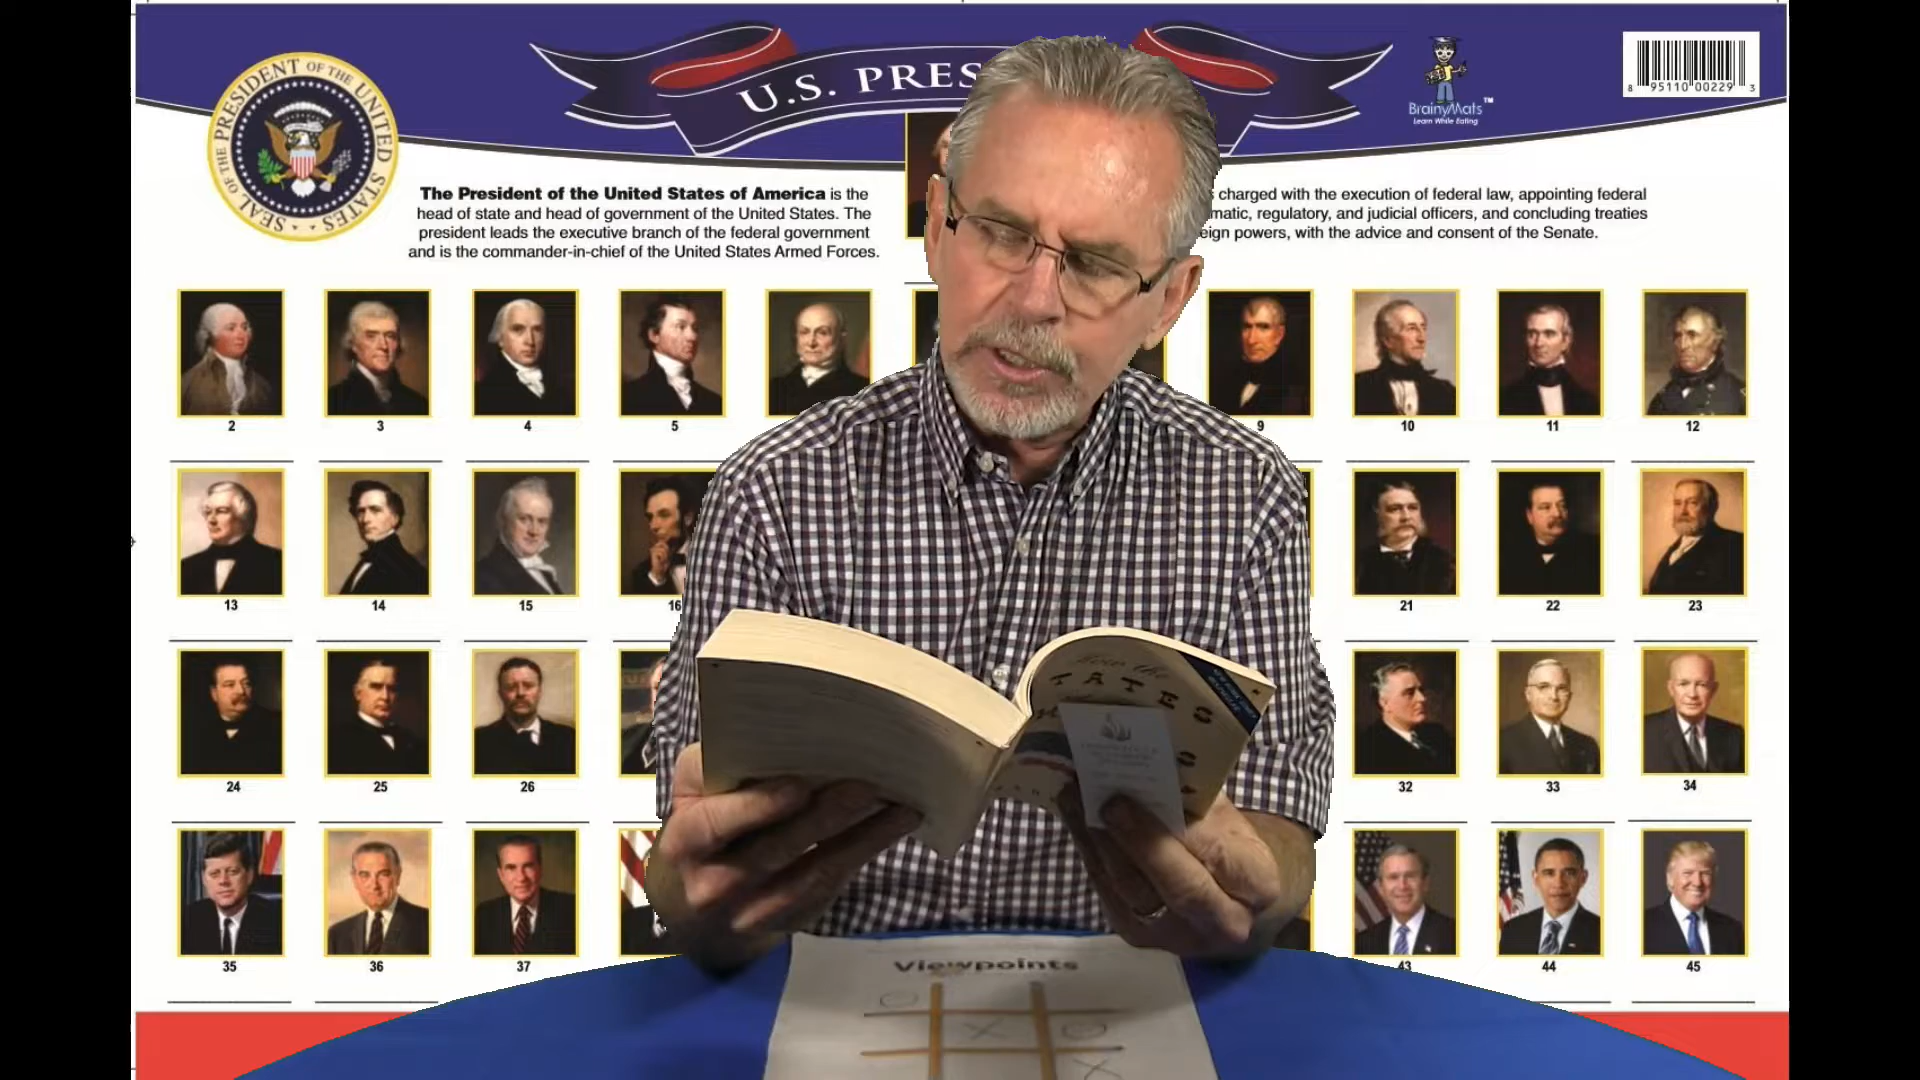 SEAL OF THE PRESIDENT OF THE UNITED STATES
U.S. PRES
BrainyMats™
Learn While Eating
8 95110 00229 3
The President of the United States of America is the
head of state and head of government of the United States. The
president leads the executive branch of the federal government
and is the commander-in-chief of the United States Armed Forces.
charged with the execution of federal law, appointing federal
matic, regulatory, and judicial officers, and concluding treaties
eign powers, with the advice and consent of the Senate.
2 3 4 5 9 10 11 12
13 14 15 16 21 22 23
24 25 26 32 33 34
35 36 37 43 44 45
How the
TATES
Viewpoints